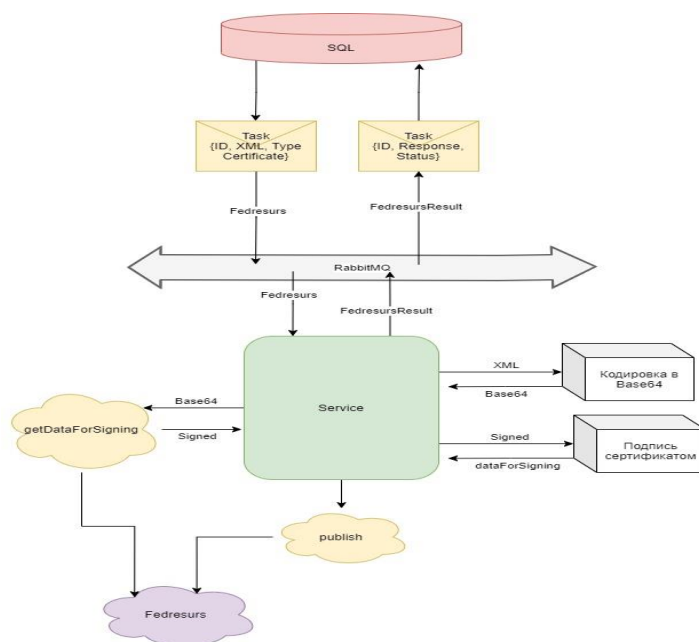 SQL
Task
{ID, XML, Type
Certificate}
Task
{ID, Response,
Status}
Fedresurs
FedresursResult
RabbitMQ
Fedresurs
FedresursResult
Service
XML
Base64
Кодировка в
Base64
Base64
Signed
getDataForSigning
Signed
dataForSigning
Подпись
сертификатом
publish
Fedresurs